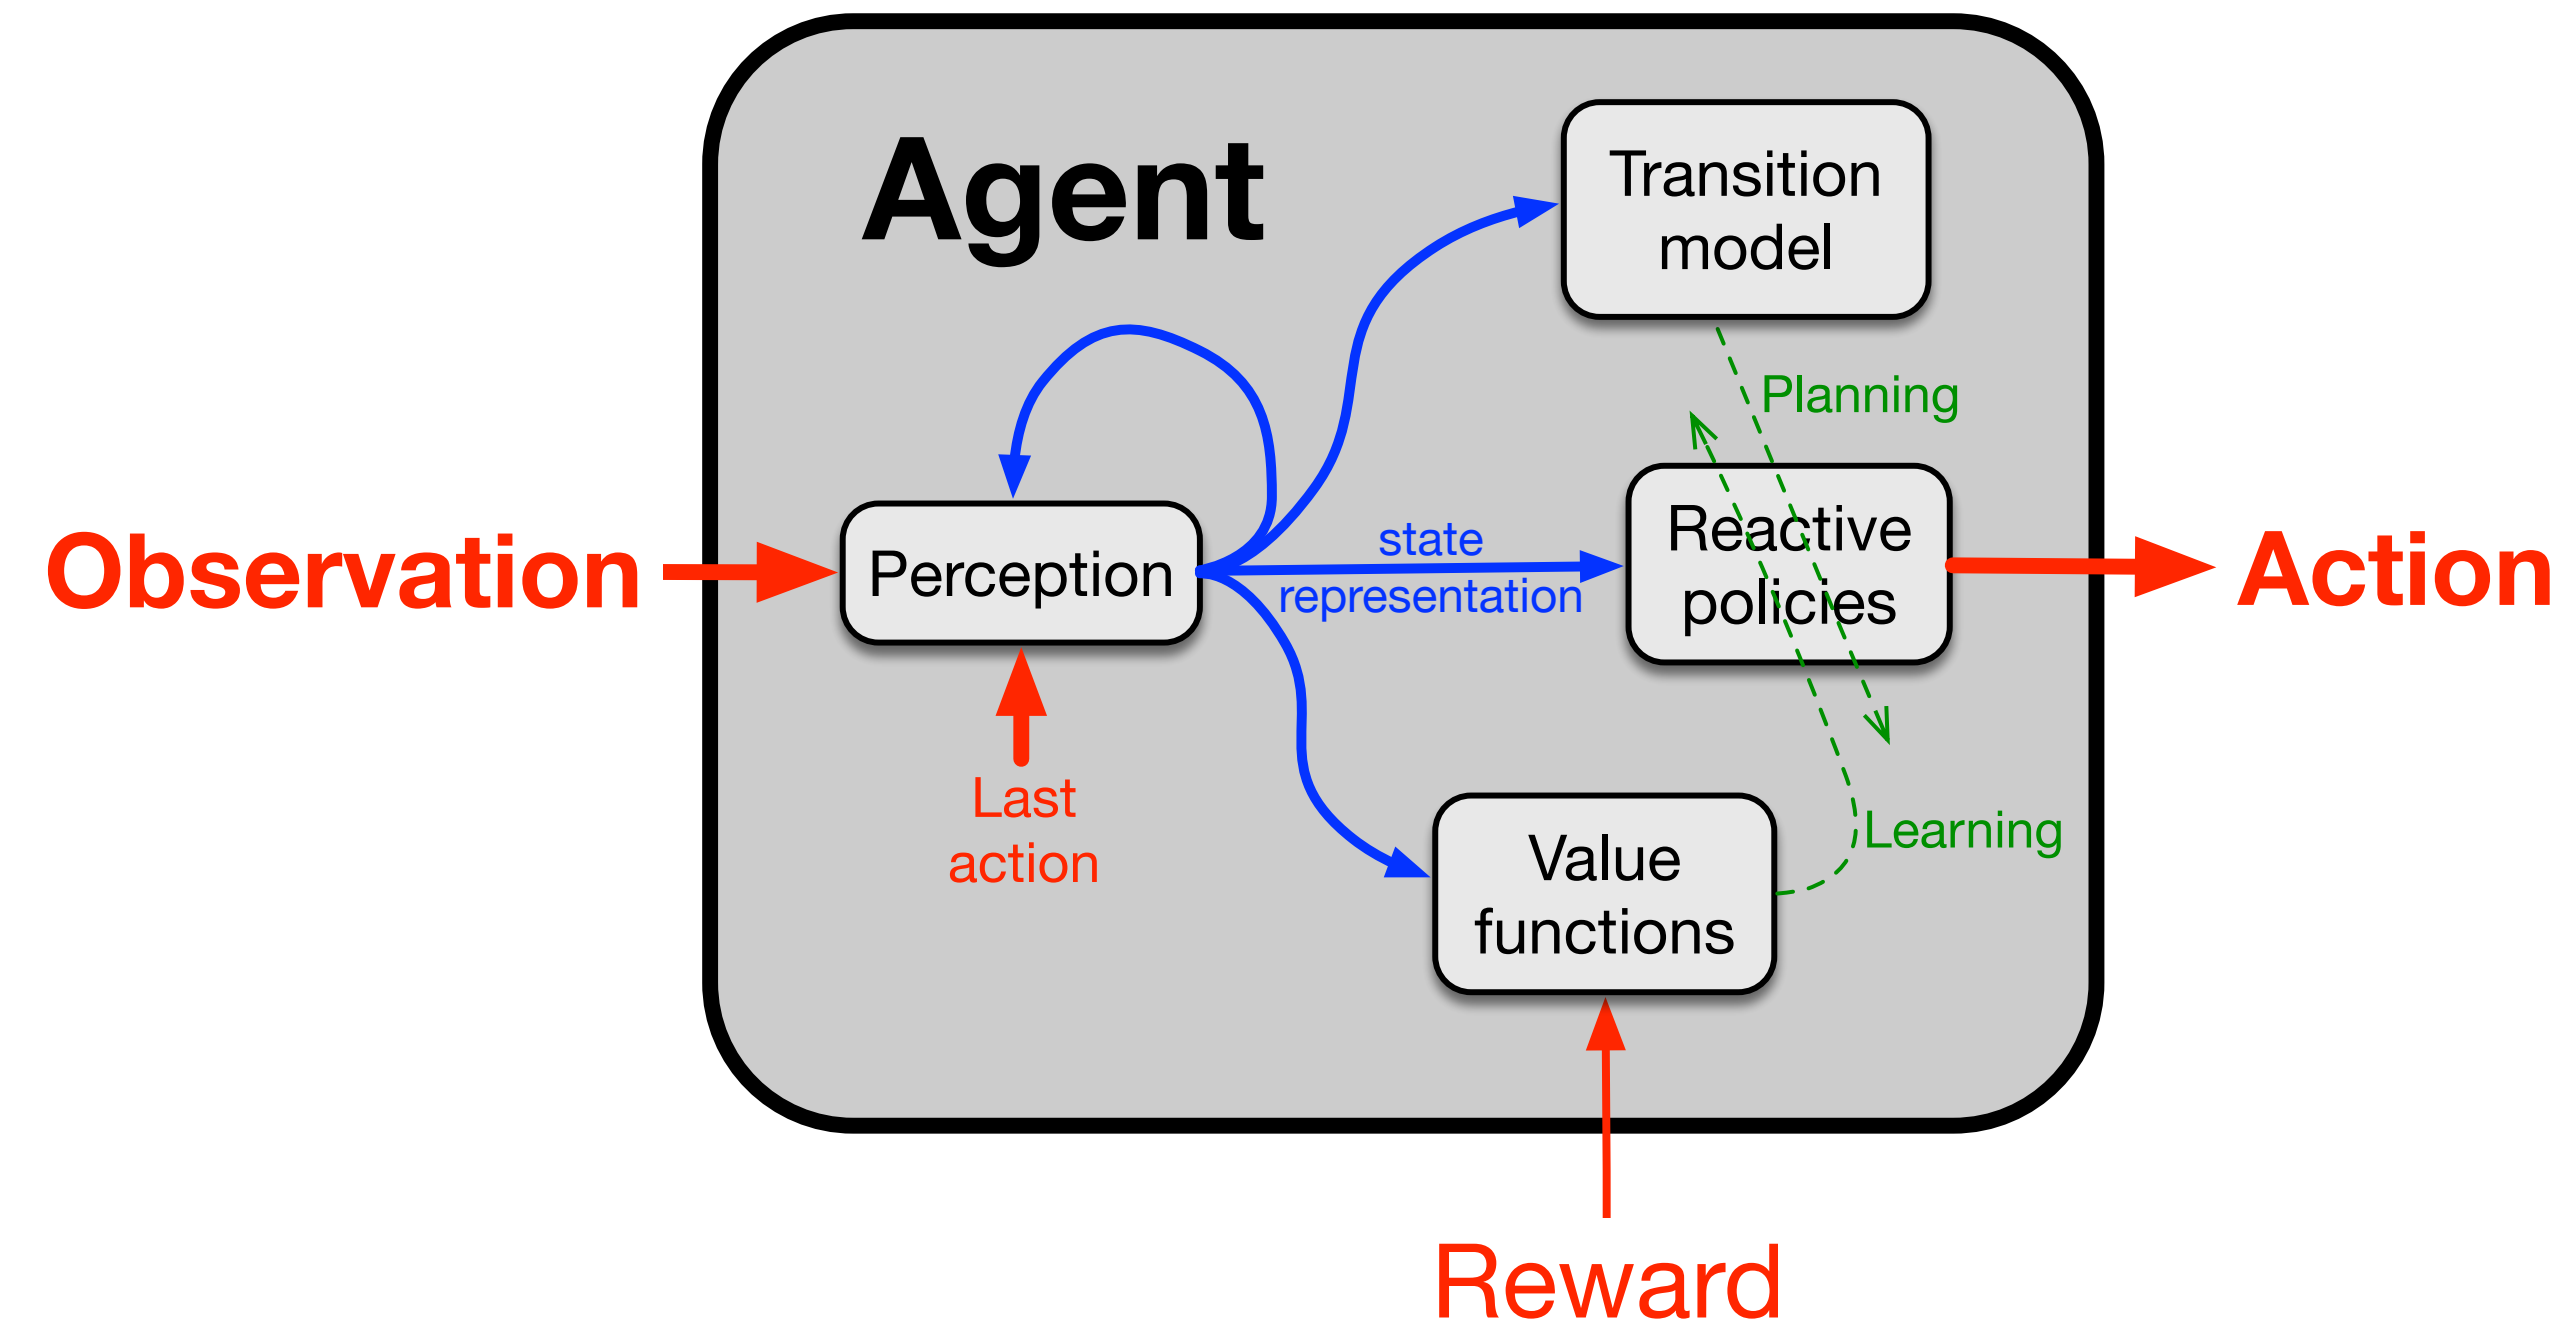 Agent
Transition
model
Planning
Observation
Perception
state
representation
Reactive
policies
Action
Last
action
Value
functions
Learning
Reward